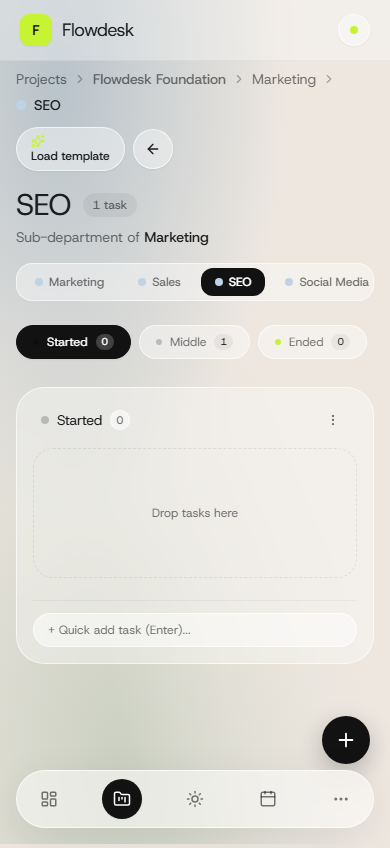 F Flowdesk
Projects > Flowdesk Foundation > Marketing >
SEO
Load template
SEO 1 task
Sub-department of Marketing
Marketing Sales SEO Social Media
Started 0 Middle 1 Ended 0
Started 0
Drop tasks here
+ Quick add task (Enter)...